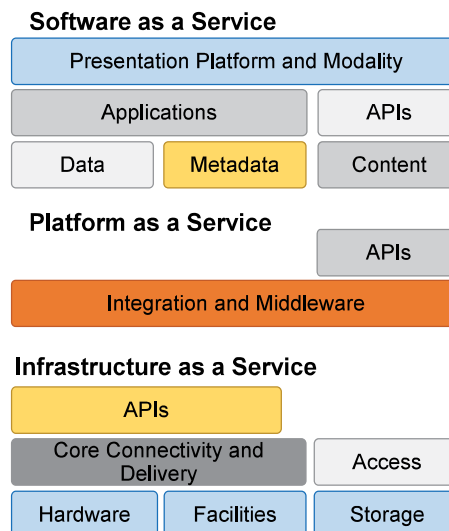 Software as a Service
Presentation Platform and Modality
Applications
APIs
Data
Metadata
Content
Platform as a Service
APIs
Integration and Middleware
Infrastructure as a Service
APIs
Core Connectivity and
Delivery
Access
Hardware
Facilities
Storage